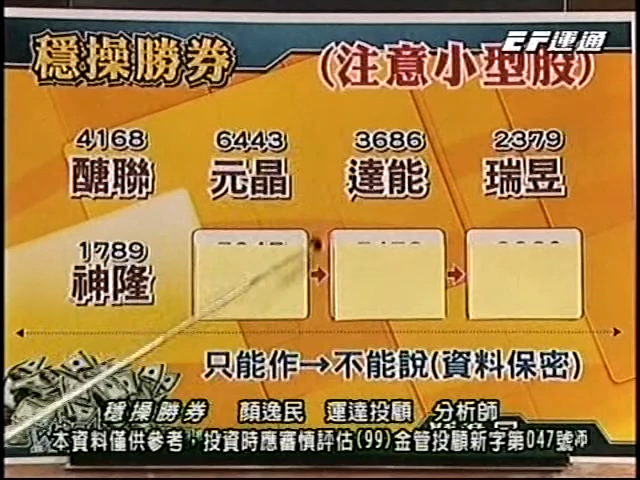 EF運通
穩操勝券 (注意小型股)
4168 6443 3686 2379
醣聯 元晶 達能 瑞昱
1789
神隆
只能作→不能說(資料保密)
穩操勝券 顏逸民 運達投顧 分析師
本資料僅供參考,投資時應審慎評估(99)金管投顧新字第047號